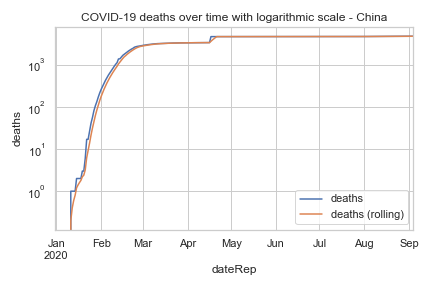 COVID-19 deaths over time with logarithmic scale - China
deaths
10³
10²
10¹
10⁰
deaths
deaths (rolling)
Jan Feb Mar Apr May Jun Jul Aug Sep
2020
dateRep